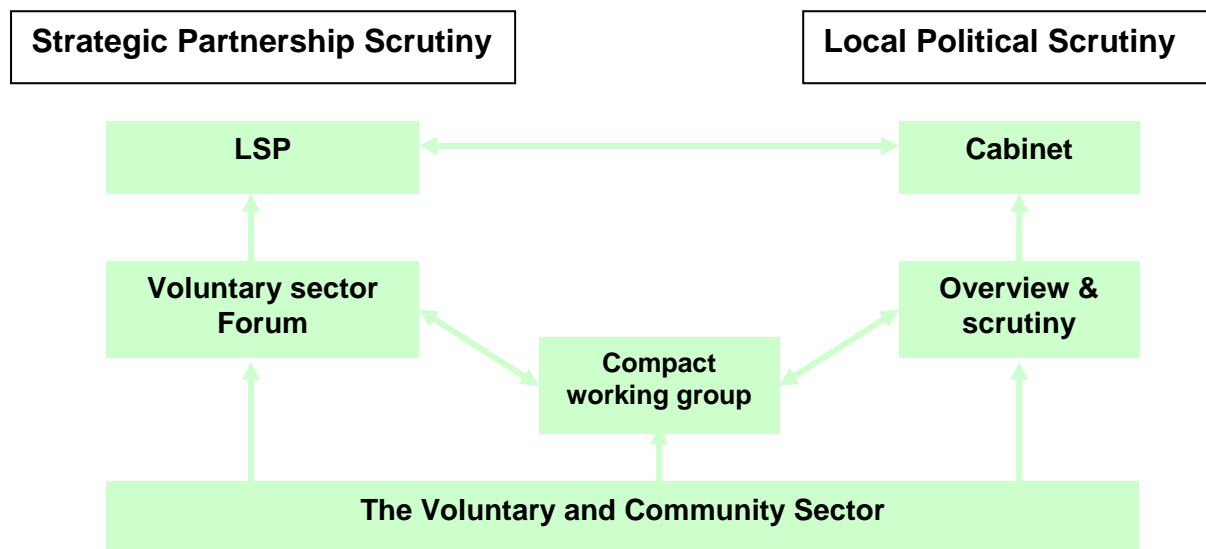 Strategic Partnership Scrutiny
Local Political Scrutiny
LSP
Cabinet
Voluntary sector
Forum
Overview &
scrutiny
Compact
working group
The Voluntary and Community Sector